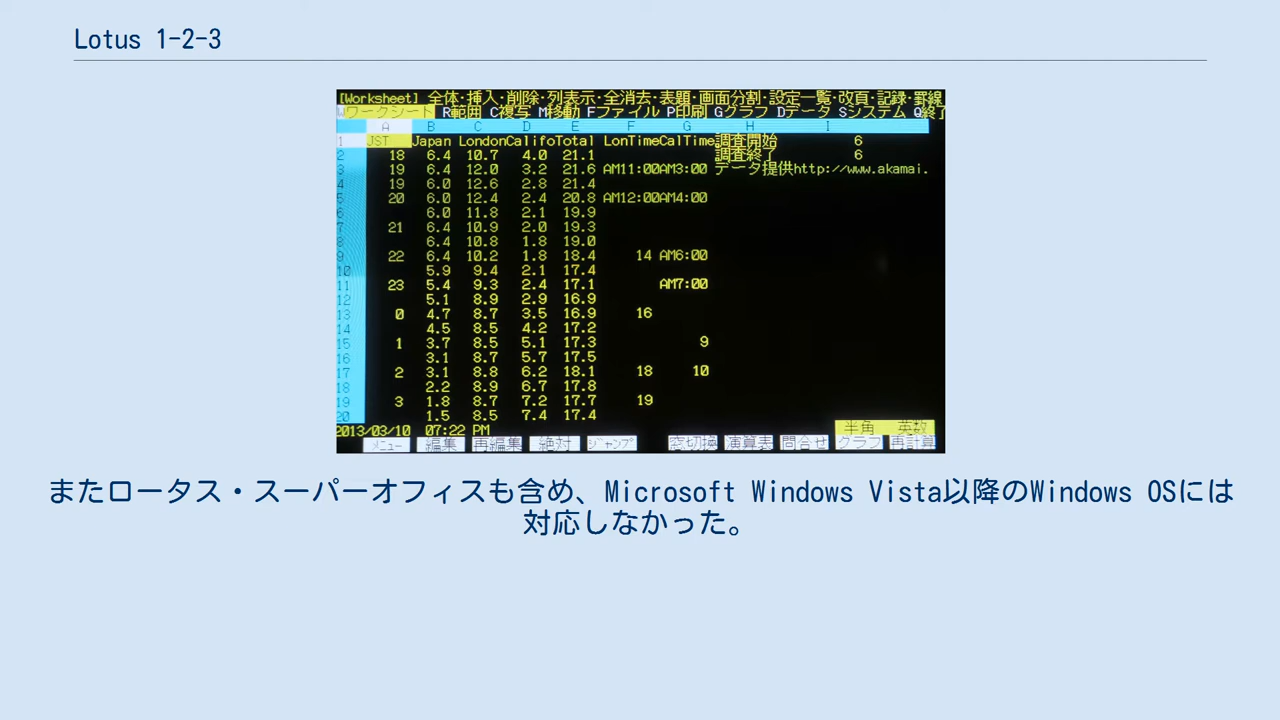 Lotus 1-2-3
[Worksheet] 全体・挿入・削除・列表示・全消去・表題・画面分割・設定一覧・改頁・記録・罫線
Wワークシート R範囲 C複写 M移動 Fファイル P印刷 Gグラフ Dデータ Sシステム Q終了
A B C D E F G H I
1 JST Japan LondonCalifoTotal LonTimeCalTime調査開始 6
2 18 6.4 10.7 4.0 21.1 調査終了 6
3 19 6.4 12.0 3.2 21.6 AM11:00AM3:00 データ提供http://www.akamai.
4 19 6.0 12.6 2.8 21.4
5 20 6.0 12.4 2.4 20.8 AM12:00AM4:00
6 6.0 11.8 2.1 19.9
7 21 6.4 10.9 2.0 19.3
8 6.4 10.8 1.8 19.0
9 22 6.4 10.2 1.8 18.4 14 AM6:00
10 5.9 9.4 2.1 17.4
11 23 5.4 9.3 2.4 17.1 AM7:00
12 5.1 8.9 2.9 16.9
13 0 4.7 8.7 3.5 16.9 16
14 4.5 8.5 4.2 17.2
15 1 3.7 8.5 5.1 17.3 9
16 3.1 8.7 5.7 17.5
17 2 3.1 8.8 6.2 18.1 18 10
18 2.2 8.9 6.7 17.8
19 3 1.8 8.7 7.2 17.7 19
20 1.5 8.5 7.4 17.4
2013/03/10 07:22 PM 半角 英数
メニュー 編集 再編集 絶対 ジャンプ 窓切換 演算表 問合せ グラフ 再計算
またロータス・スーパーオフィスも含め、Microsoft Windows Vista以降のWindows OSには
対応しなかった。